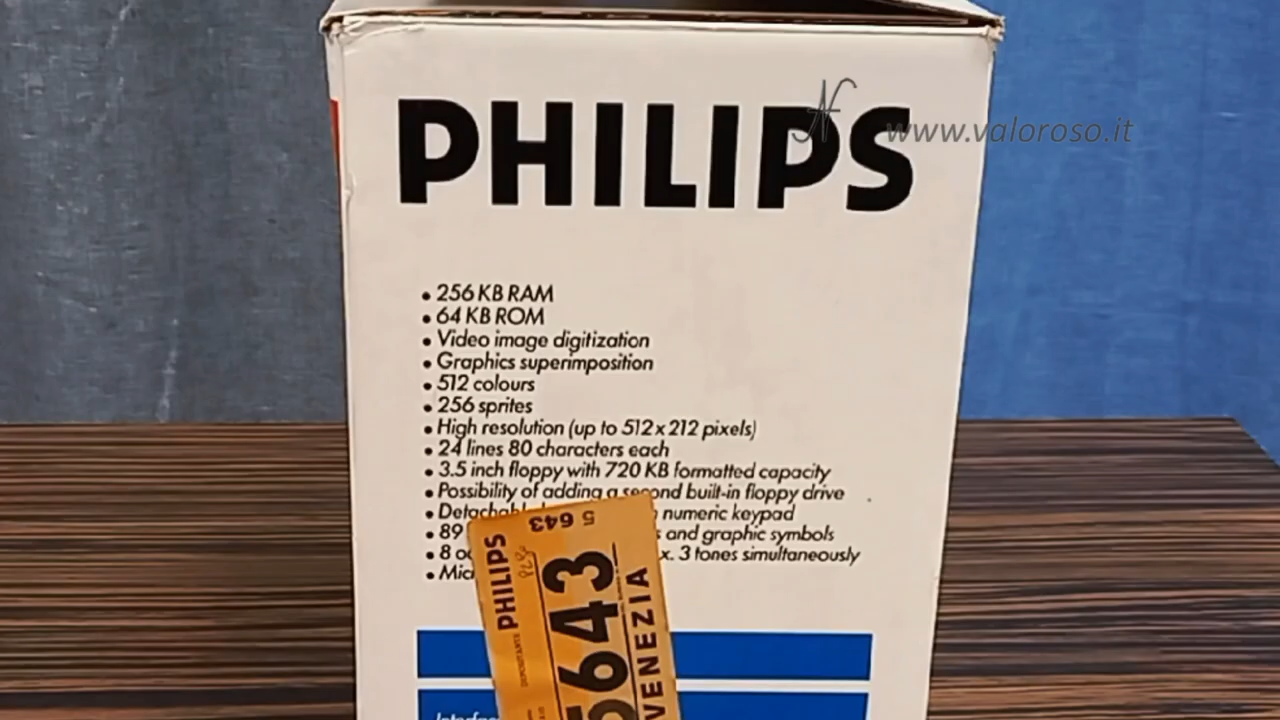 PHILIPS
www.valoroso.it
• 256 KB RAM
• 64 KB ROM
• Video image digitization
• Graphics superimposition
• 512 colours
• 256 sprites
• High resolution (up to 512 x 212 pixels)
• 24 lines 80 characters each
• 3.5 inch floppy with 720 KB formatted capacity
• Possibility of adding a second built-in floppy drive
• numeric keypad
• 89 and graphic symbols
• 8 3 tones simultaneously
•
5 643
PHILIPS
5643
VENEZIA